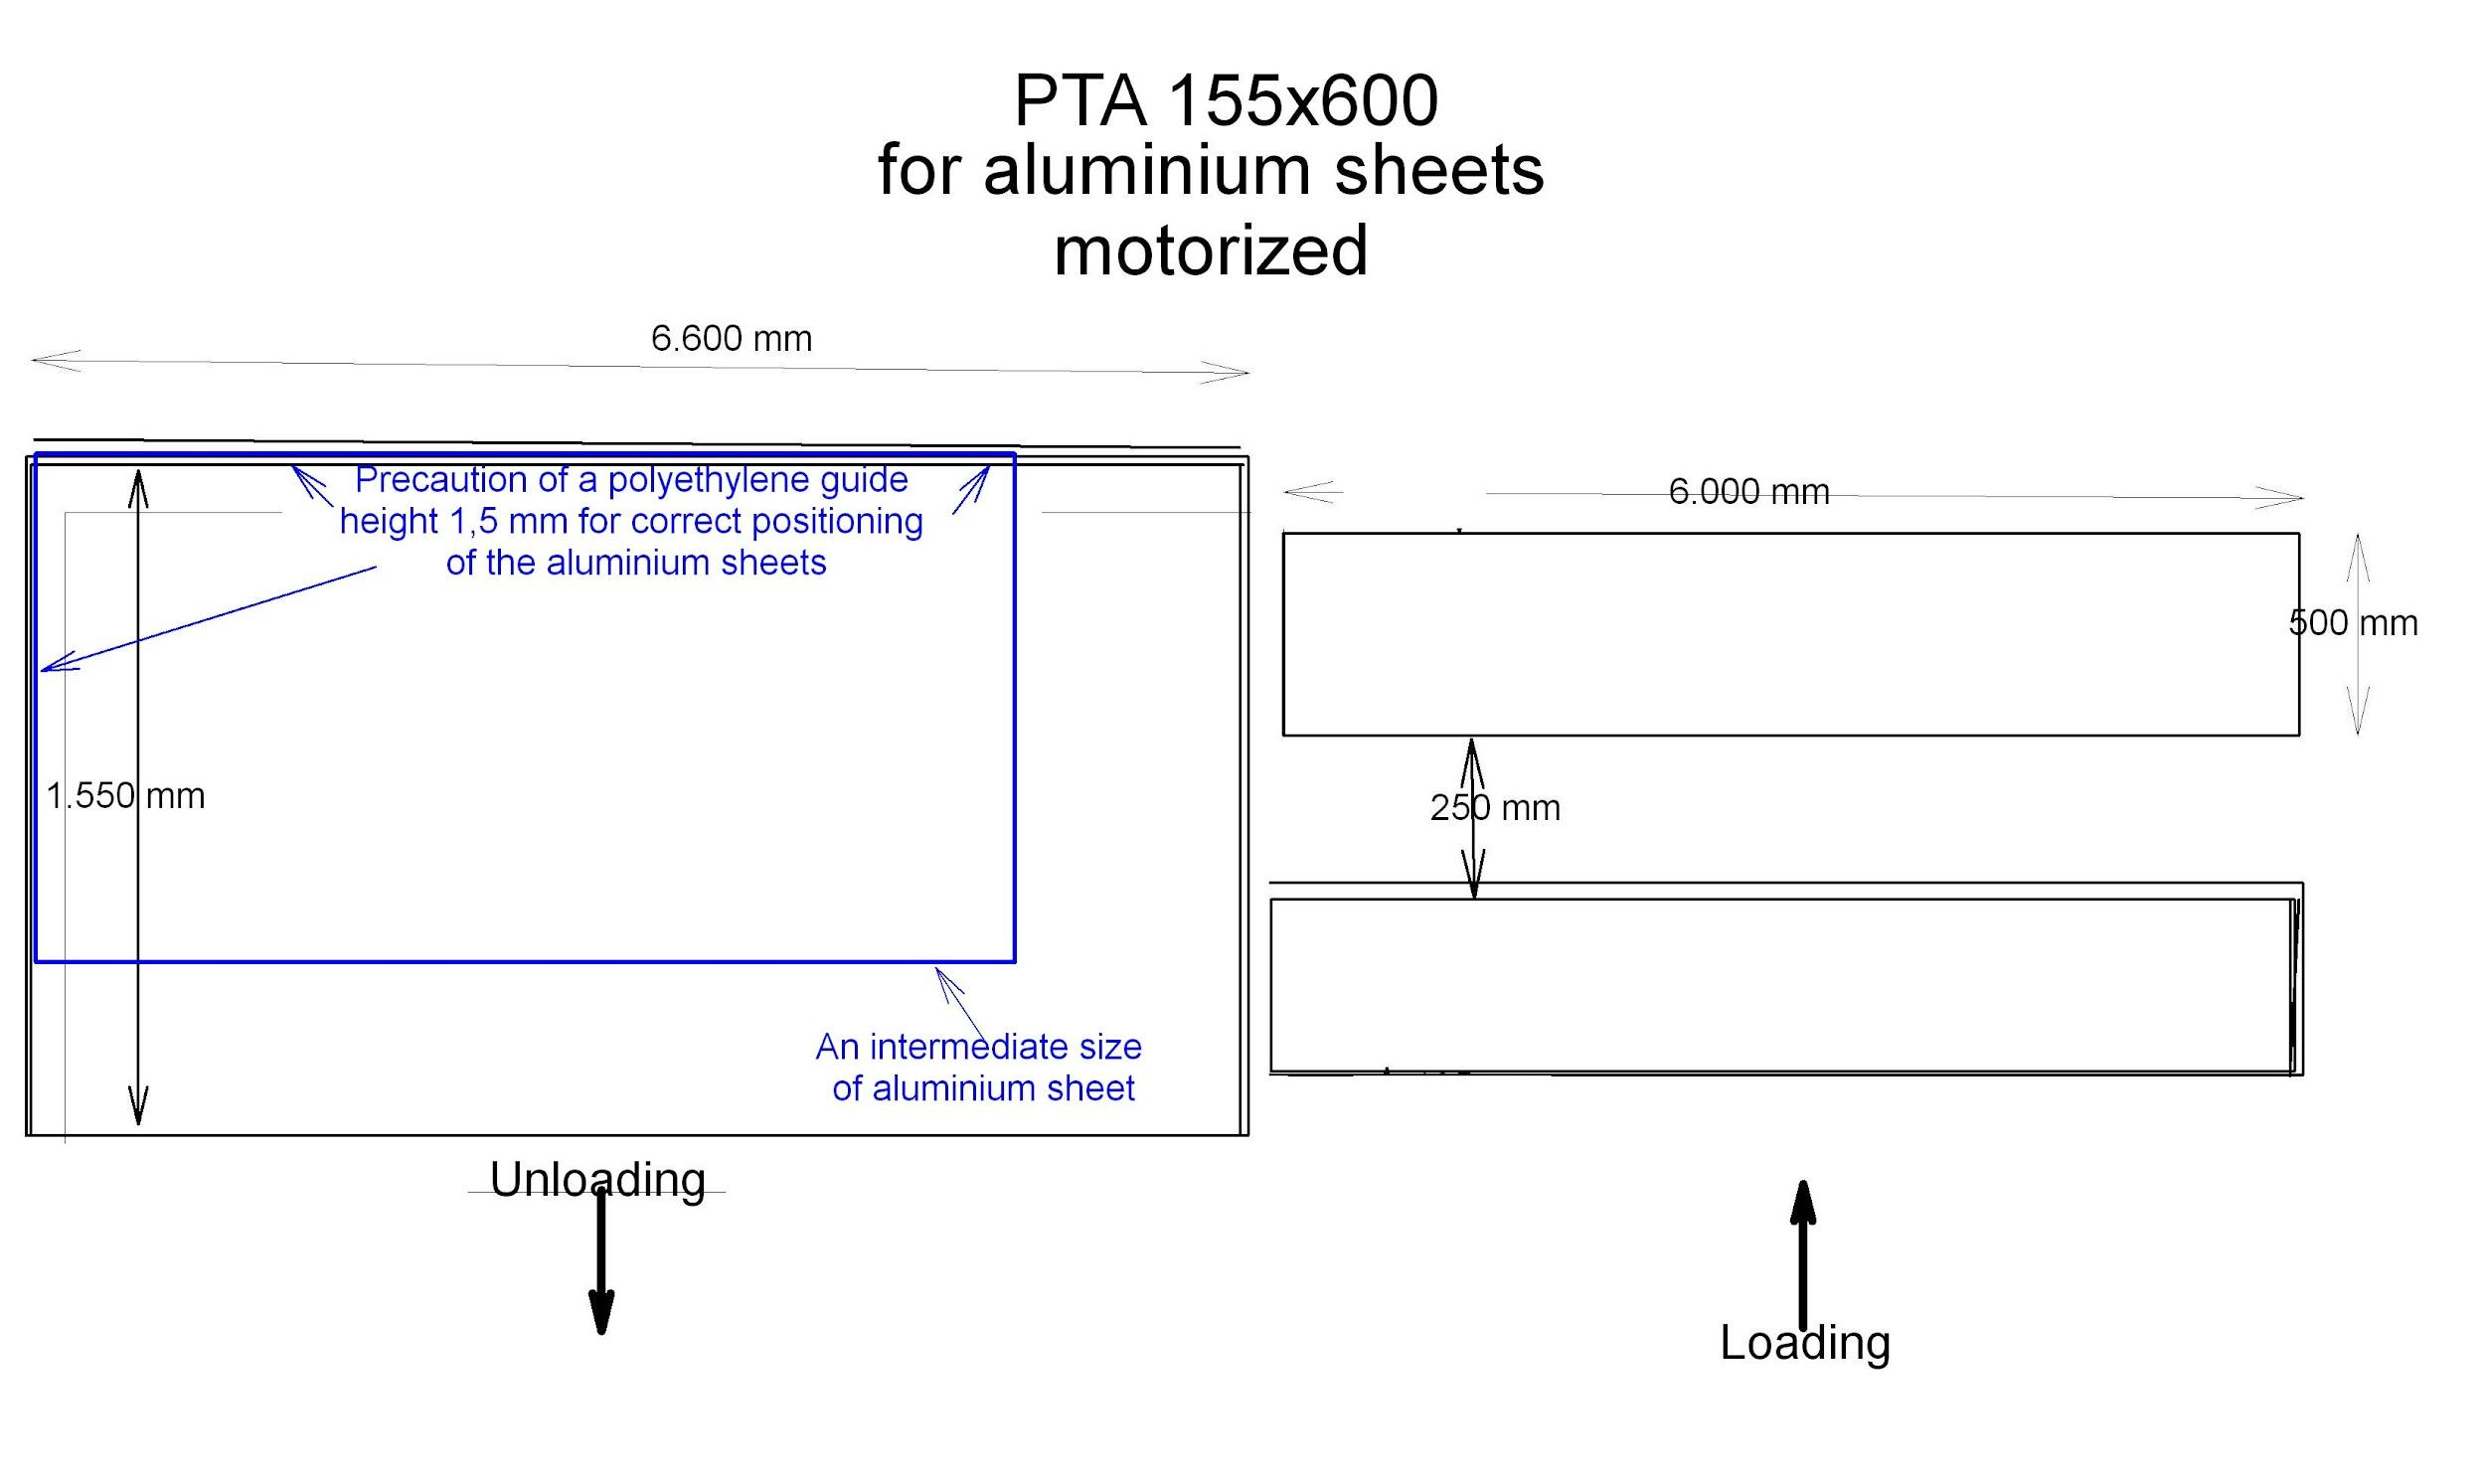 PTA 155x600
for aluminium sheets
motorized
6.600 mm
Precaution of a polyethylene guide
height 1,5 mm for correct positioning
of the aluminium sheets
6.000 mm
500 mm
1.550 mm
250 mm
An intermediate size
of aluminium sheet
Unloading
Loading